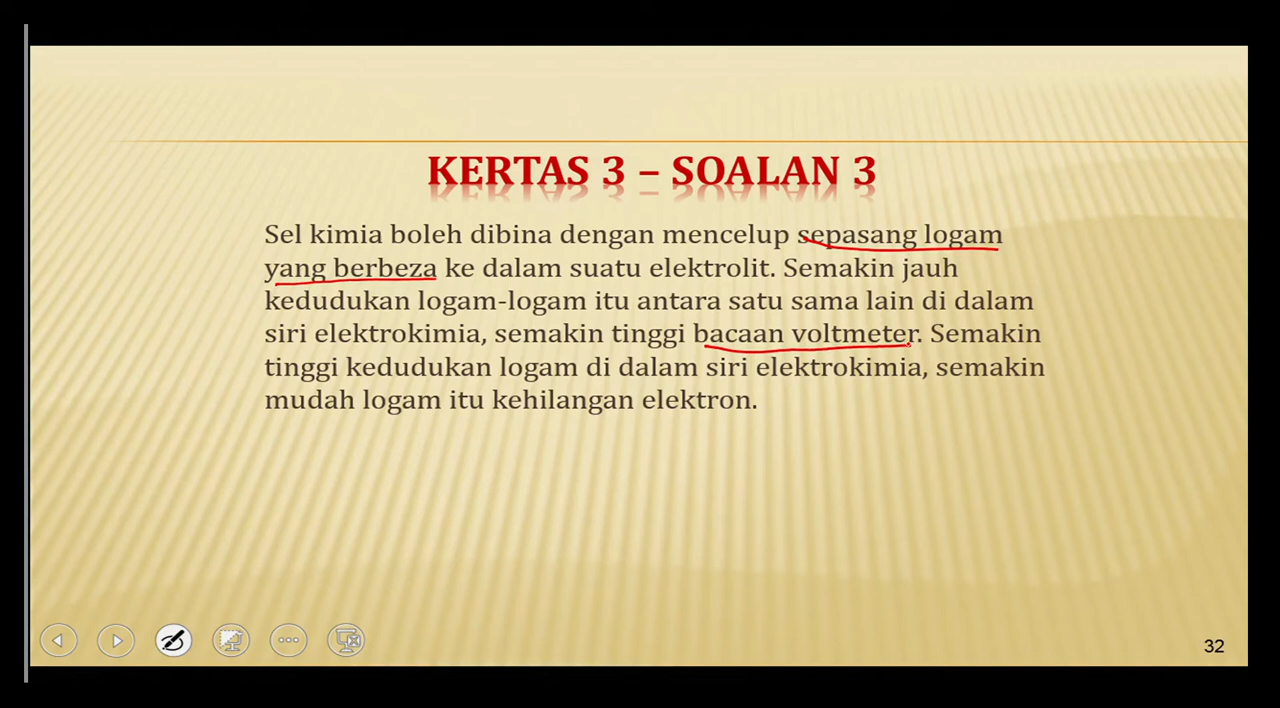 KERTAS 3 – SOALAN 3
Sel kimia boleh dibina dengan mencelup sepasang logam
yang berbeza ke dalam suatu elektrolit. Semakin jauh
kedudukan logam-logam itu antara satu sama lain di dalam
siri elektrokimia, semakin tinggi bacaan voltmeter. Semakin
tinggi kedudukan logam di dalam siri elektrokimia, semakin
mudah logam itu kehilangan elektron.
32